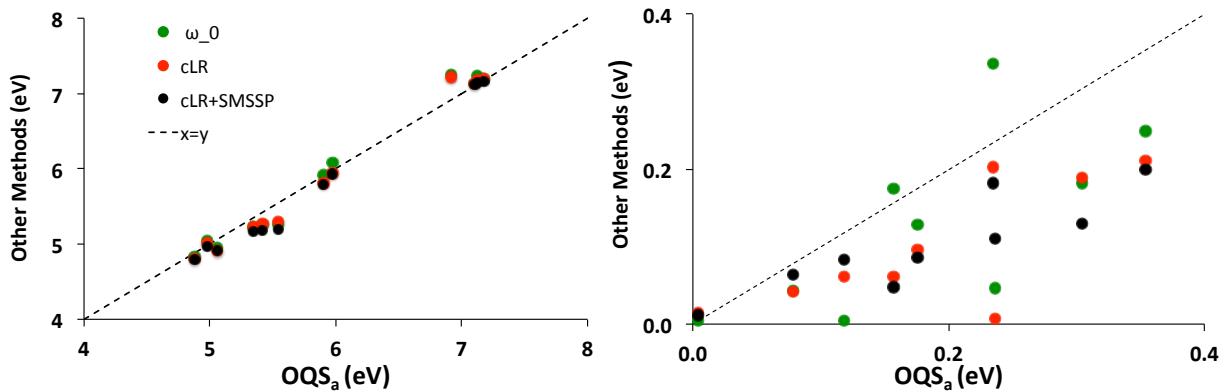 8
7
6
5
4
Other Methods (eV)
ω_0
cLR
cLR+SMSSP
x=y
4 5 6 7 8
OQSa (eV)
0.4
0.2
0.0
Other Methods (eV)
0.0 0.2 0.4
OQSa (eV)